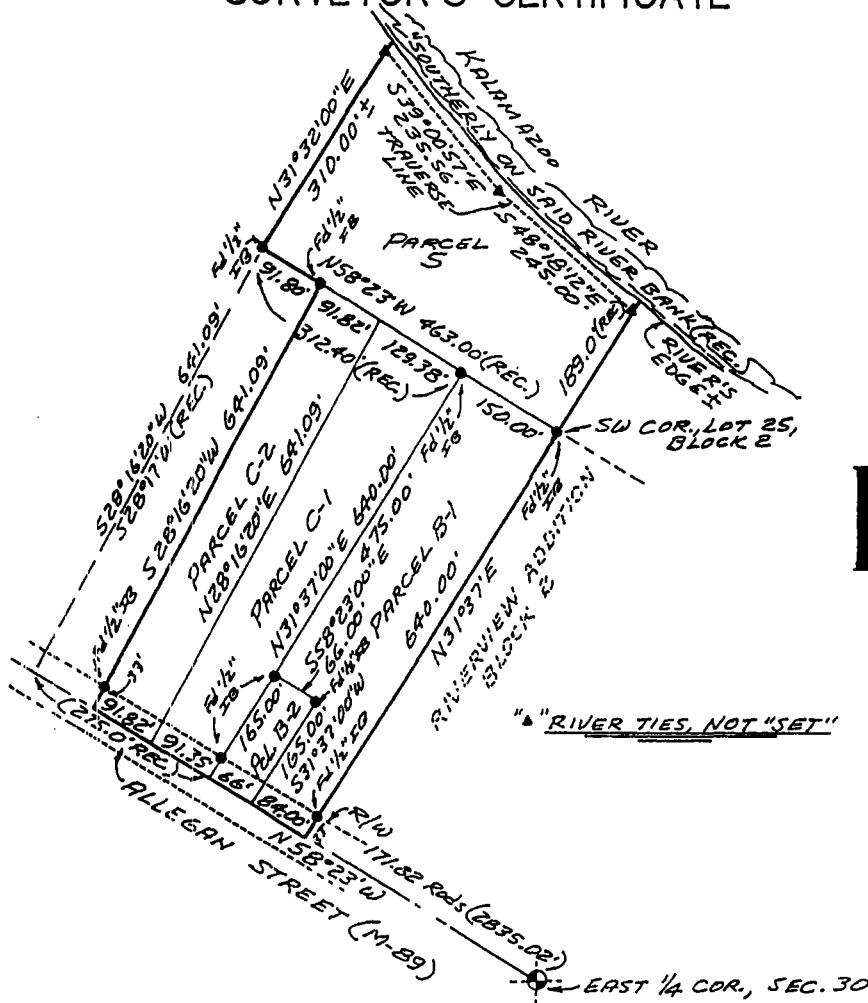 SURVEYOR'S CERTIFICATE
KALAMAZOO
RIVER
"SOUTHERLY ON SAID RIVER BANK (REC.)
S39°00'57"E
235.56'
TRAVERSE
LINE
S48°18'12"E
245.00'
RIVER'S
EDGE ±
N31°32'00"E
310.00' ±
PARCEL
5
Fd 1/2"
IB
Fd 1/2"
IB
91.80'
N58°23'W 463.00' (REC.)
91.82'
312.40' (REC.)
129.38'
150.00'
189.0 (REC)
Fd 1/2"
IB
SW COR., LOT 25,
BLOCK 2
Fd 1/2"
IB
S28°16'20"W 641.09'
S28°17'W (REC)
S28°16'20"W 641.09'
PARCEL C-2
N28°16'20"E 641.09'
PARCEL C-1
N31°37'00"E 640.00'
475.00'
S58°23'00"E
66.00'
PARCEL B-1
640.00'
N31°37'E
RIVERVIEW ADDITION
BLOCK 2
Fd 1/2" IB
33'
Fd 1/2"
IB
Fd 1/2" IB
165.00'
Pcl. B-2
165.00'
S31°37'00"W
Fd 1/2" IB
"▲" RIVER TIES, NOT "SET"
91.82'
(275.0' REC)
91.35'
66'
84.00'
33'
R/W
ALLEGAN STREET (M-89)
N58°23'W
171.82 Rods (2835.02')
EAST 1/4 COR., SEC. 30